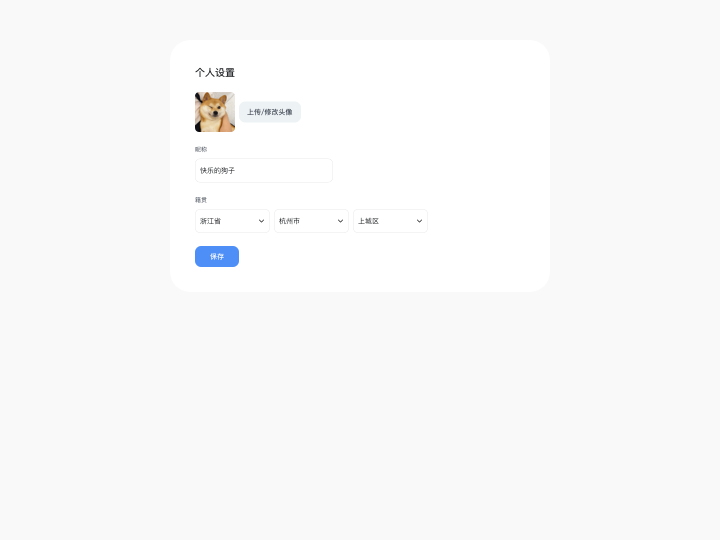 个人设置
上传/修改头像
昵称
快乐的狗子
籍贯
浙江省 杭州市 上城区
保存